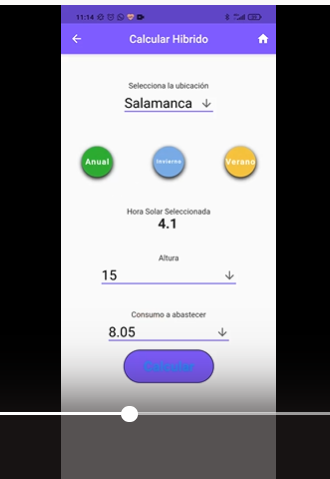 11:14
Calcular Hibrido
Selecciona la ubicación
Salamanca
Anual
Invierno
Verano
Hora Solar Seleccionada
4.1
Altura
15
Consumo a abastecer
8.05
Calcular